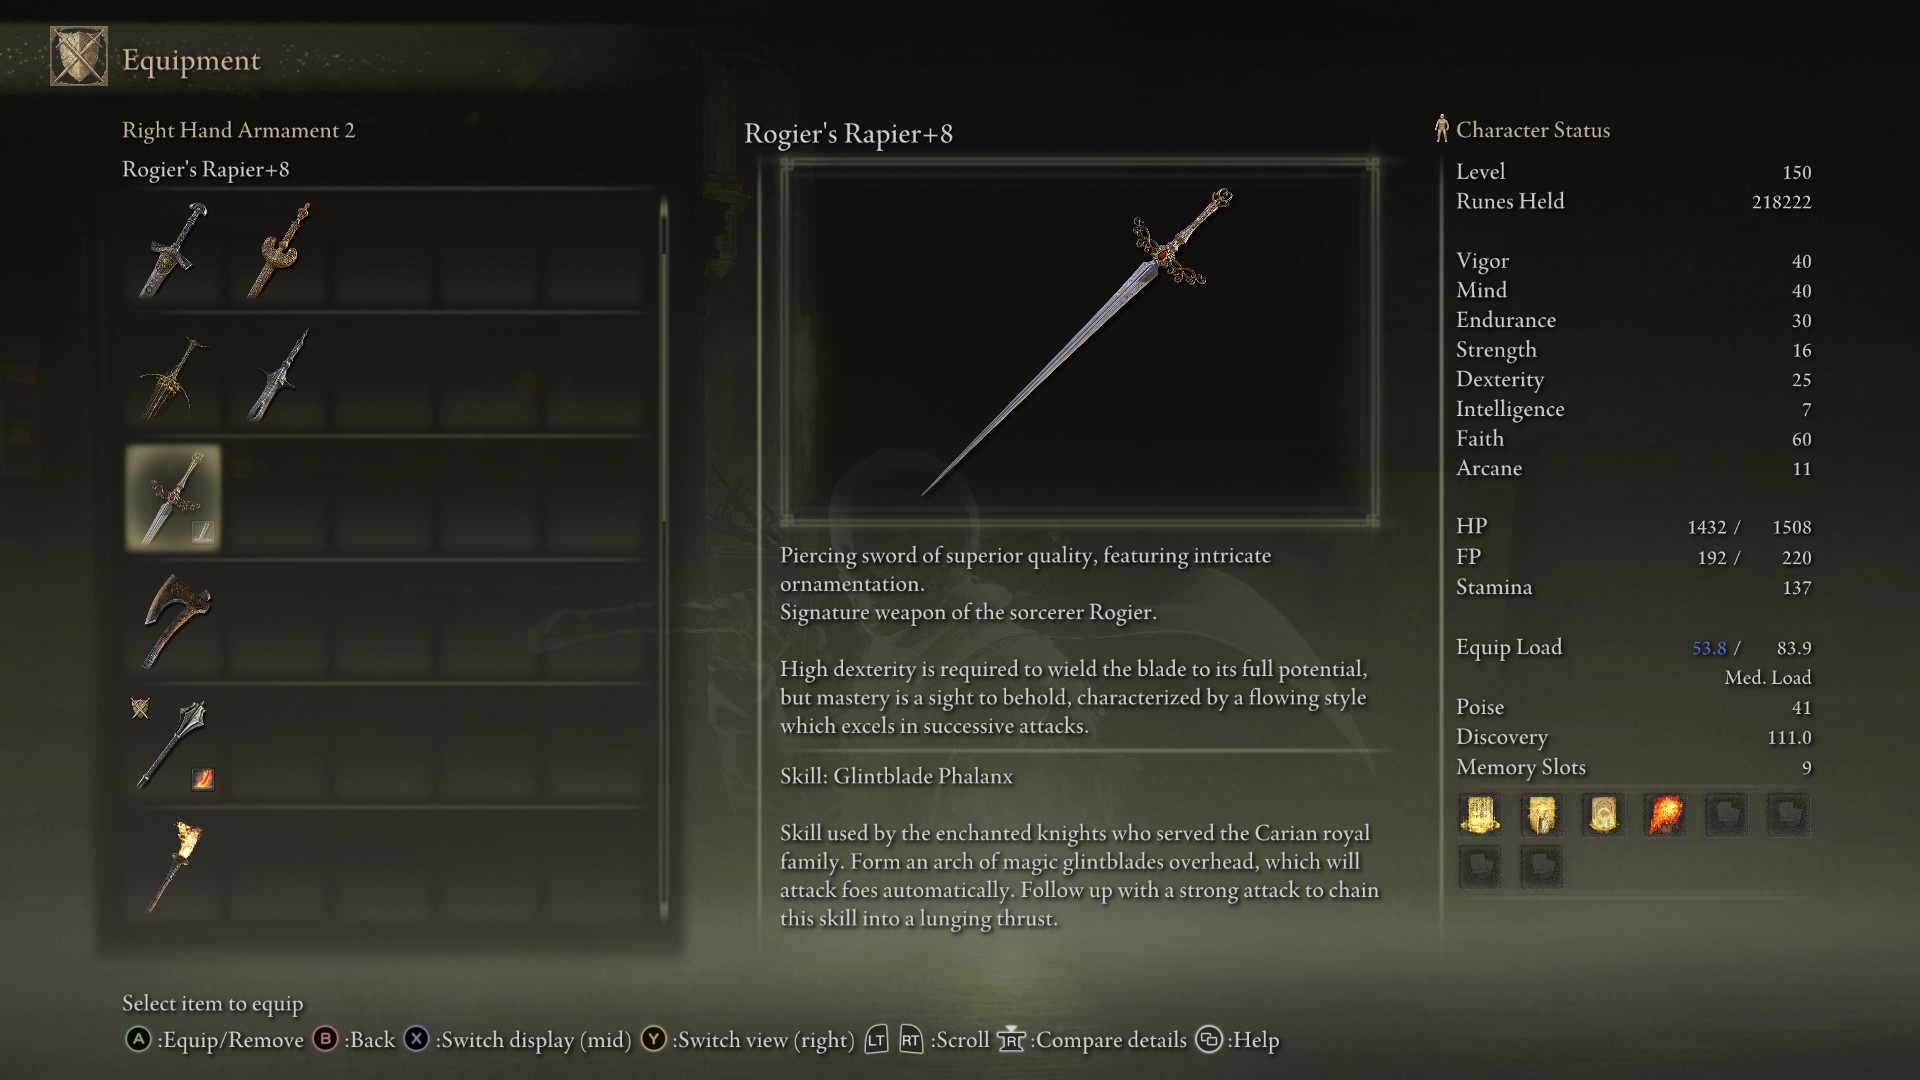 Equipment
Right Hand Armament 2
Rogier's Rapier+8
Rogier's Rapier+8
Piercing sword of superior quality, featuring intricate
ornamentation.
Signature weapon of the sorcerer Rogier.
High dexterity is required to wield the blade to its full potential,
but mastery is a sight to behold, characterized by a flowing style
which excels in successive attacks.
Skill: Glintblade Phalanx
Skill used by the enchanted knights who served the Carian royal
family. Form an arch of magic glintblades overhead, which will
attack foes automatically. Follow up with a strong attack to chain
this skill into a lunging thrust.
Character Status
Level 150
Runes Held 218222
Vigor 40
Mind 40
Endurance 30
Strength 16
Dexterity 25
Intelligence 7
Faith 60
Arcane 11
HP 1432 / 1508
FP 192 / 220
Stamina 137
Equip Load 53.8 / 83.9
Med. Load
Poise 41
Discovery 111.0
Memory Slots 9
Select item to equip
A :Equip/Remove B :Back X :Switch display (mid) Y :Switch view (right) LT RT :Scroll R :Compare details :Help